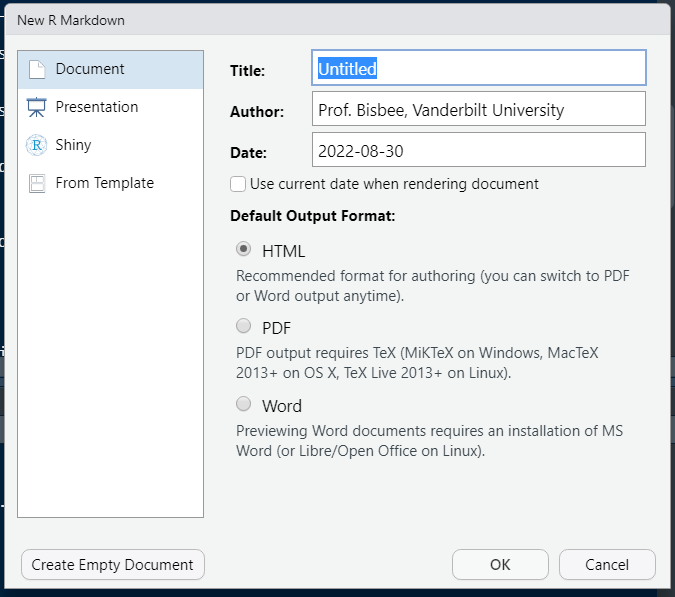 New R Markdown
Document
Presentation
Shiny
From Template
Title: Untitled
Author: Prof. Bisbee, Vanderbilt University
Date: 2022-08-30
Use current date when rendering document
Default Output Format:
HTML
Recommended format for authoring (you can switch to PDF
or Word output anytime).
PDF
PDF output requires TeX (MiKTeX on Windows, MacTeX
2013+ on OS X, TeX Live 2013+ on Linux).
Word
Previewing Word documents requires an installation of MS
Word (or Libre/Open Office on Linux).
Create Empty Document
OK
Cancel